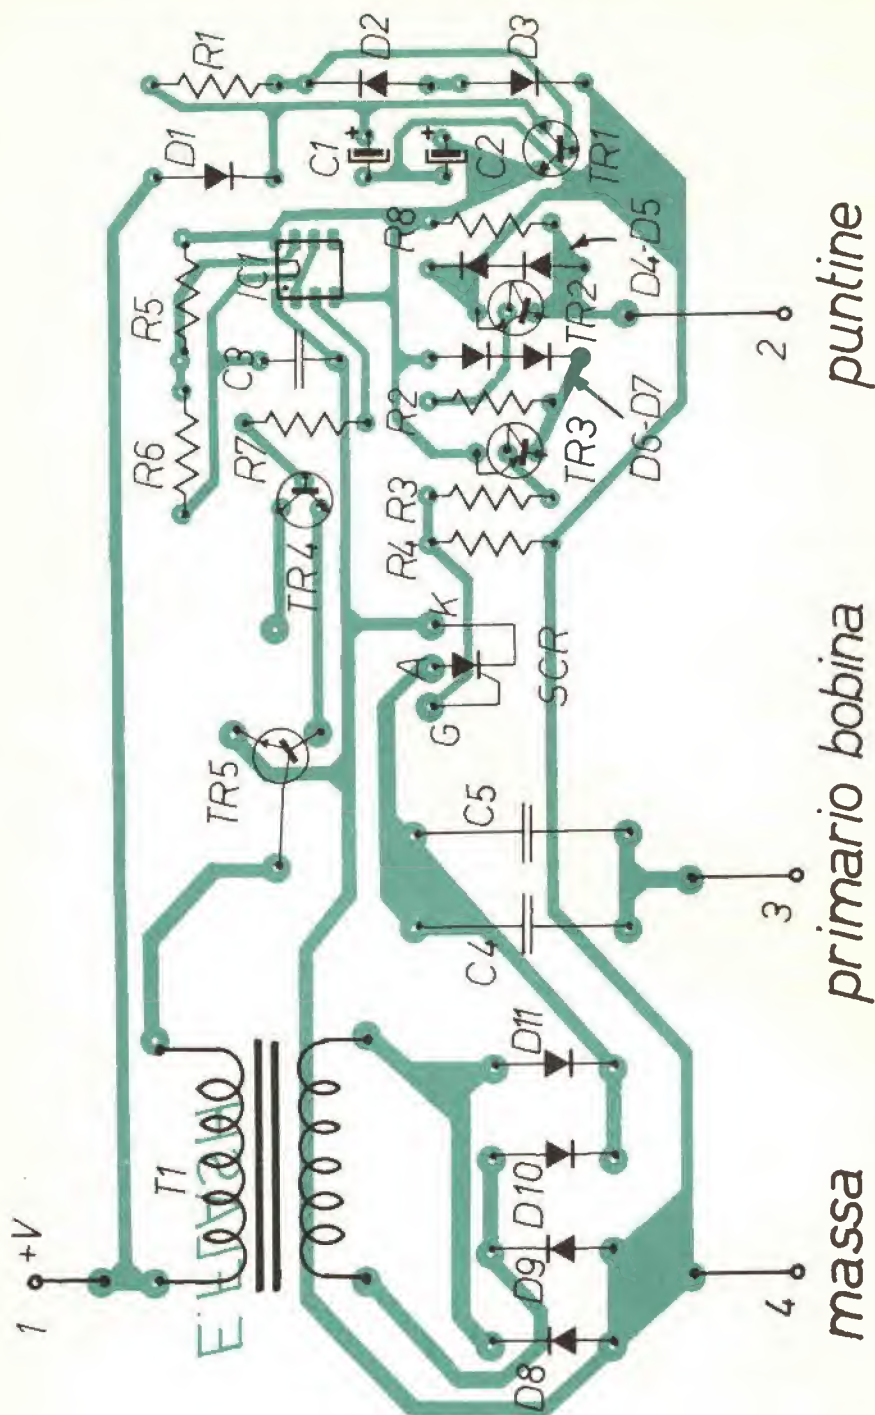 1
+V
T1
TR5
TR4
R7
R6
R5
C3
IC1
D1
R1
D2
D3
C1
+
C2
+
TR1
R8
D4-D5
TR2
R2
D6-D7
TR3
R3
R4
K
A
G
SCR
C5
C4
D11
D10
D9
D8
4
massa
3
primario bobina
2
puntine